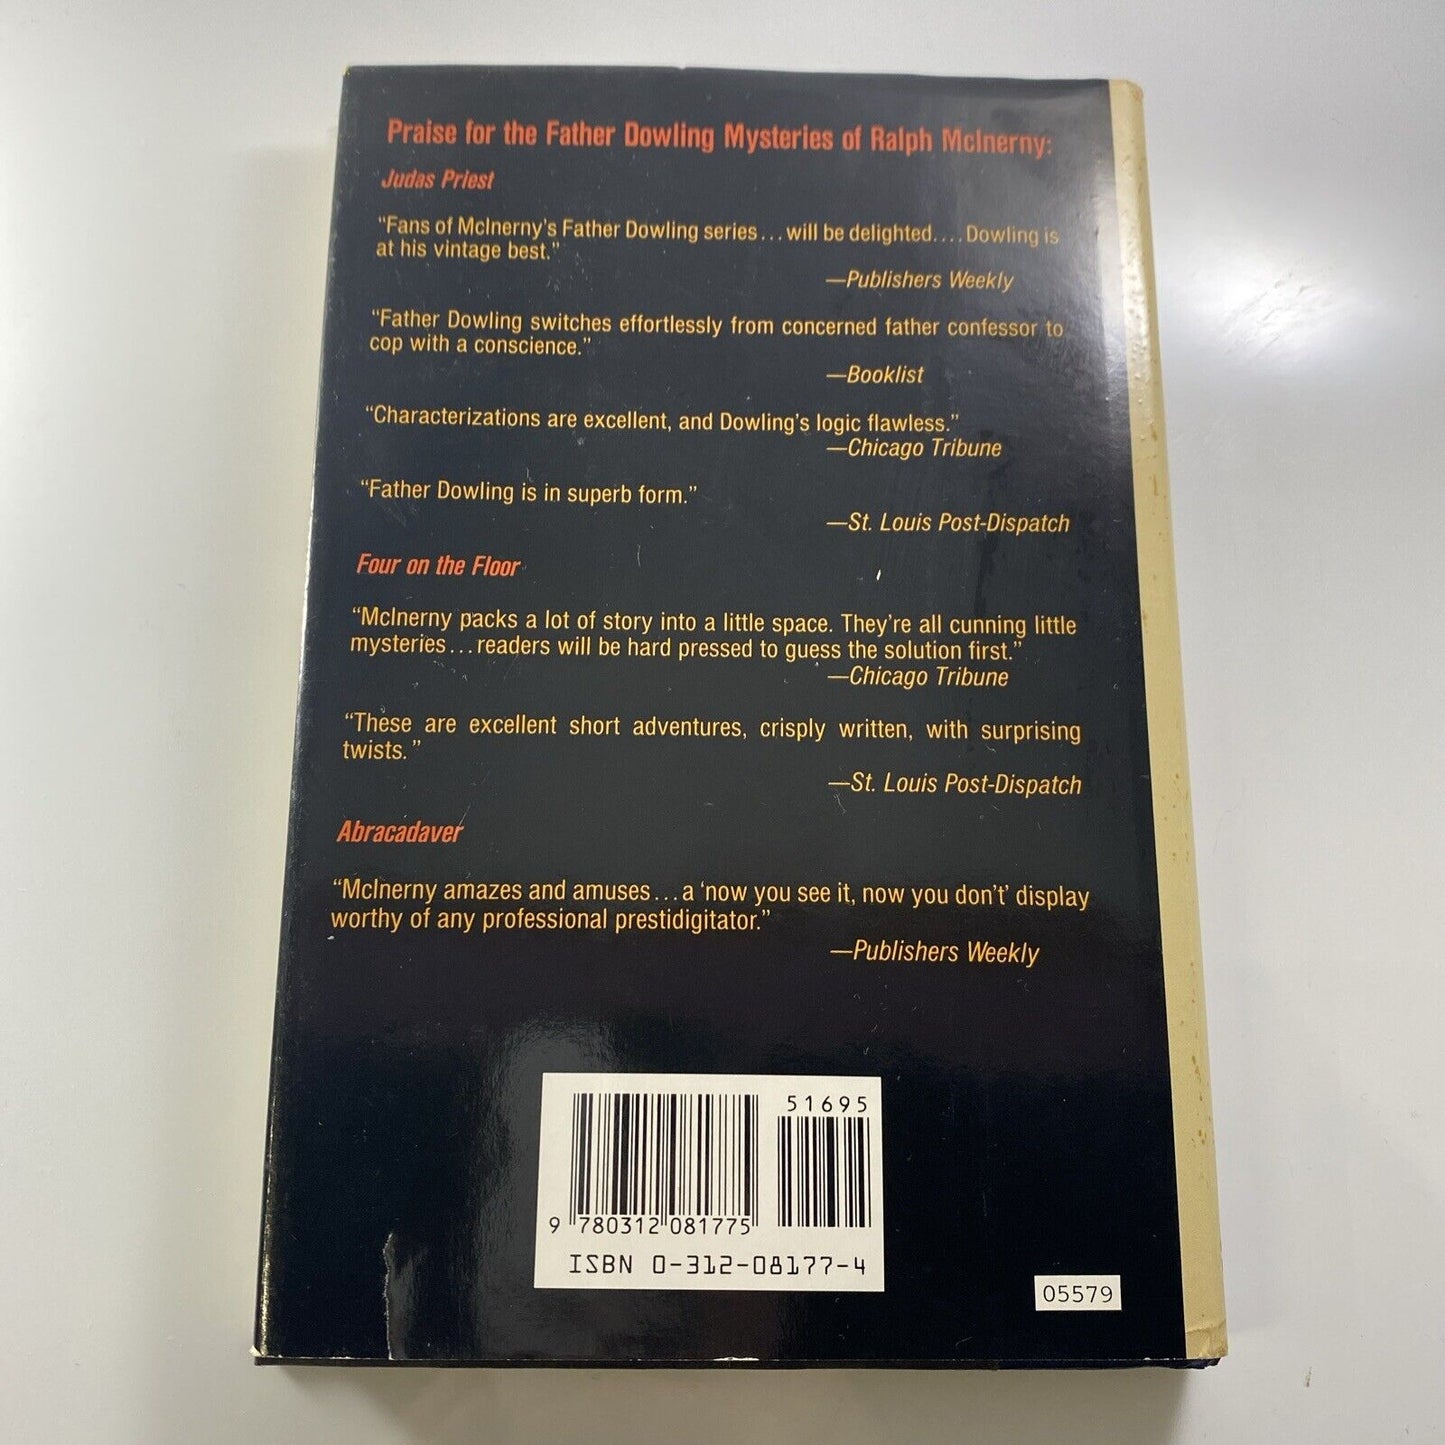 Praise for the Father Dowling Mysteries of Ralph McInerny:
Judas Priest
“Fans of McInerny’s Father Dowling series...will be delighted....Dowling is
at his vintage best.”
—Publishers Weekly
“Father Dowling switches effortlessly from concerned father confessor to
cop with a conscience.”
—Booklist
“Characterizations are excellent, and Dowling’s logic flawless.”
—Chicago Tribune
“Father Dowling is in superb form.”
—St. Louis Post-Dispatch
Four on the Floor
“McInerny packs a lot of story into a little space. They’re all cunning little
mysteries...readers will be hard pressed to guess the solution first.”
—Chicago Tribune
“These are excellent short adventures, crisply written, with surprising
twists.”
—St. Louis Post-Dispatch
Abracadaver
“McInerny amazes and amuses...a ‘now you see it, now you don’t’ display
worthy of any professional prestidigitator.”
—Publishers Weekly
51695
9 780312 081775
ISBN 0-312-08177-4
05579